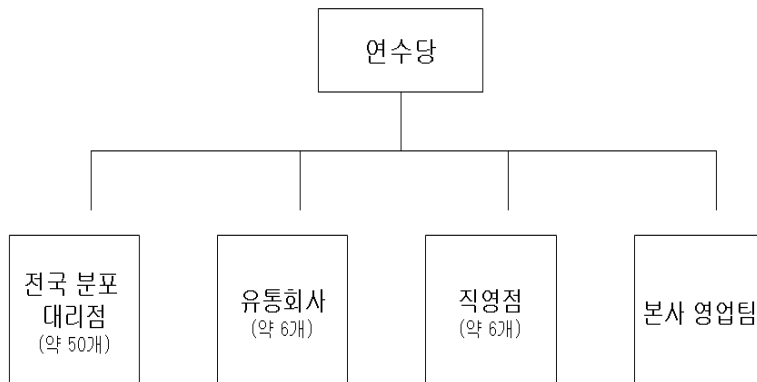 연수당
전국 분포
대리점
(약 50개)
유통회사
(약 6개)
직영점
(약 6개)
본사 영업팀